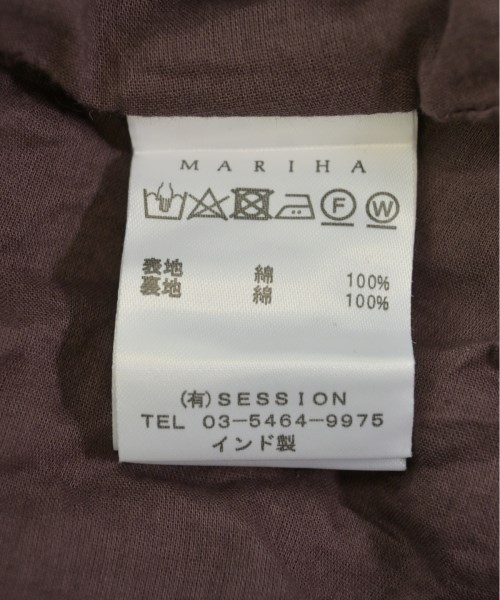 MARIHA
F W
表地 綿 100%
裏地 綿 100%
(有)SESSION
TEL 03-5464-9975
インド製